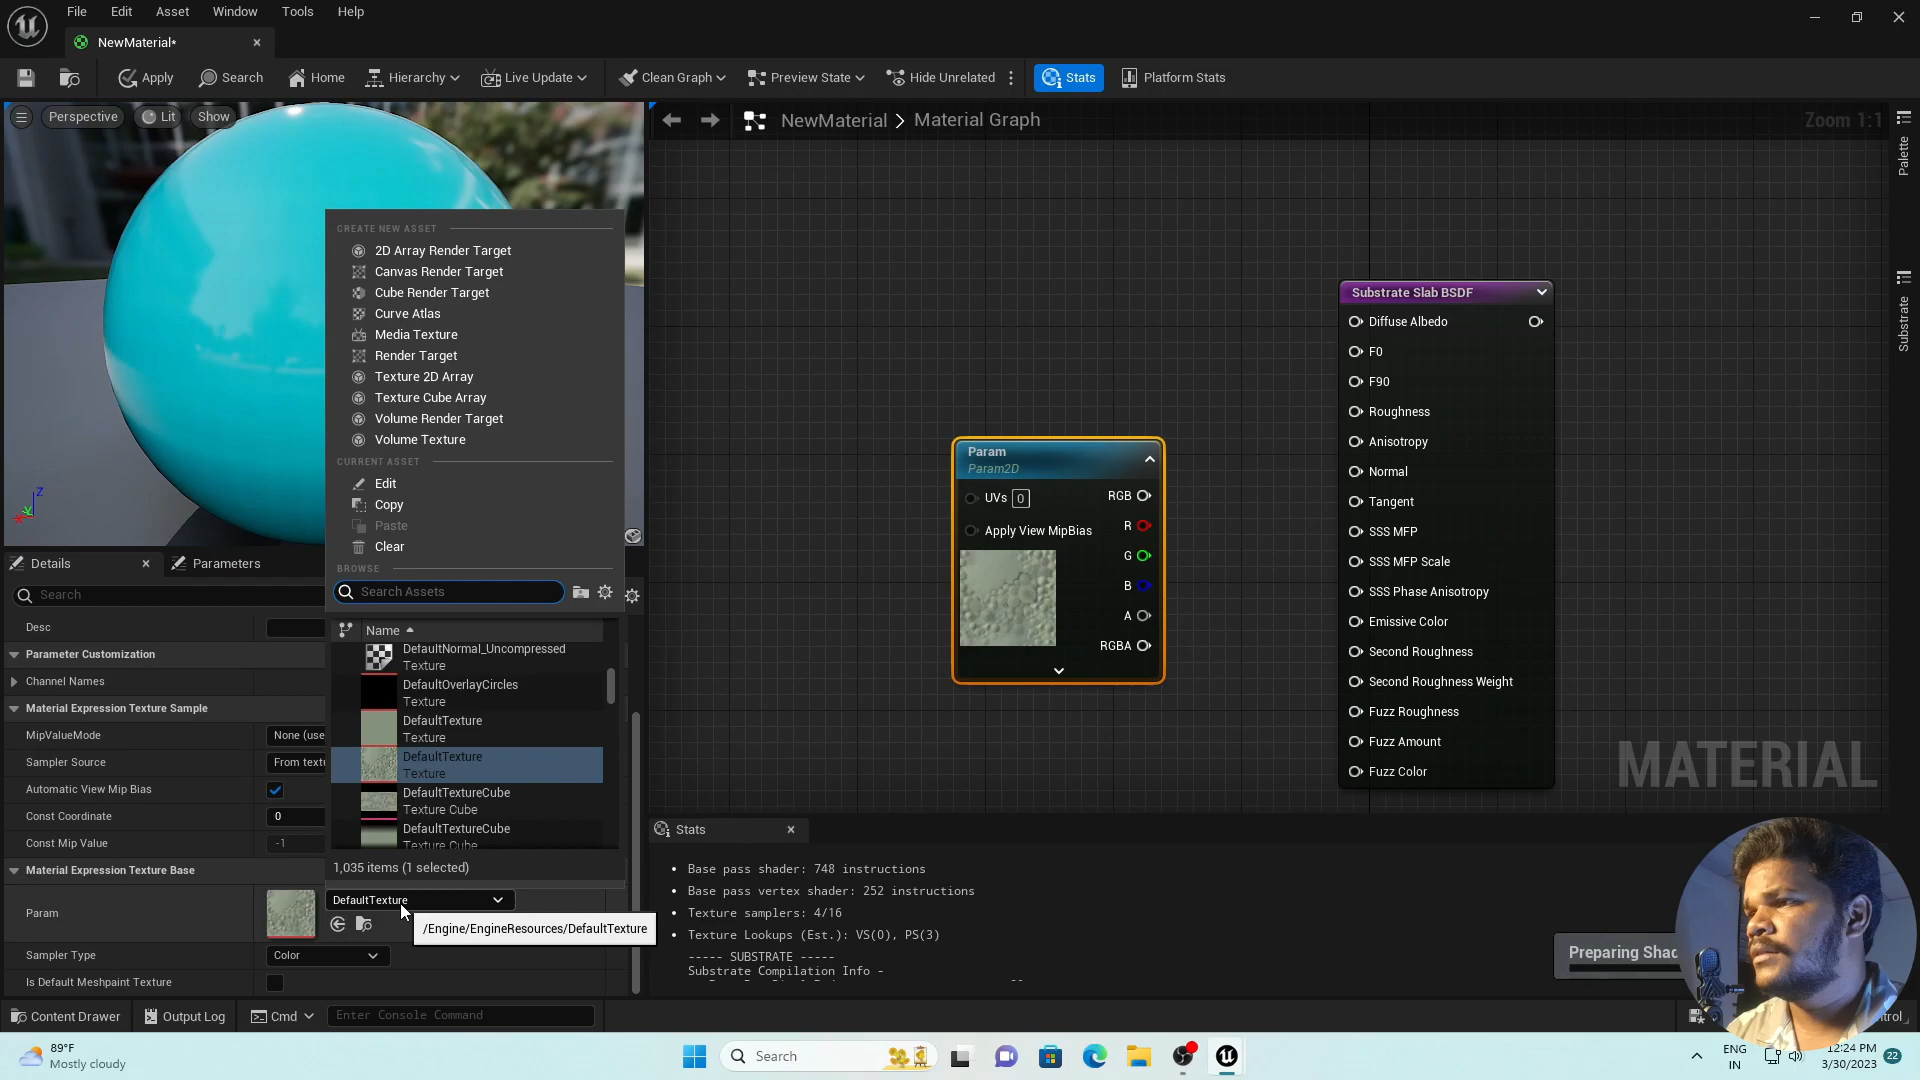 File Edit Asset Window Tools Help
NewMaterial*
Apply Search Home Hierarchy Live Update Clean Graph Preview State Hide Unrelated Stats Platform Stats
Perspective Lit Show
NewMaterial > Material Graph
Zoom 1:1
Palette
Substrate
CREATE NEW ASSET
2D Array Render Target
Canvas Render Target
Cube Render Target
Curve Atlas
Media Texture
Render Target
Texture 2D Array
Texture Cube Array
Volume Render Target
Volume Texture
CURRENT ASSET
Edit
Copy
Paste
Clear
BROWSE
Search Assets
Name
DefaultNormal_Uncompressed
Texture
DefaultOverlayCircles
Texture
DefaultTexture
Texture
DefaultTexture
Texture
DefaultTextureCube
Texture Cube
DefaultTextureCube
Texture Cube
1,035 items (1 selected)
Z
Y
X
Details Parameters
Search
Desc
Parameter Customization
Channel Names
Material Expression Texture Sample
MipValueMode None (use
Sampler Source From textu
Automatic View Mip Bias
Const Coordinate 0
Const Mip Value -1
Material Expression Texture Base
Param DefaultTexture
/Engine/EngineResources/DefaultTexture
Sampler Type Color
Is Default Meshpaint Texture
Param
Param2D
UVs 0 RGB
Apply View MipBias R
G
B
A
RGBA
Substrate Slab BSDF
Diffuse Albedo
F0
F90
Roughness
Anisotropy
Normal
Tangent
SSS MFP
SSS MFP Scale
SSS Phase Anisotropy
Emissive Color
Second Roughness
Second Roughness Weight
Fuzz Roughness
Fuzz Amount
Fuzz Color
MATERIAL
Stats
Base pass shader: 748 instructions
Base pass vertex shader: 252 instructions
Texture samplers: 4/16
Texture Lookups (Est.): VS(0), PS(3)
----- SUBSTRATE -----
Substrate Compilation Info -
Preparing Shad
Content Drawer Output Log Cmd Enter Console Command
89°F
Mostly cloudy
Search
ENG
IN
12:24 PM
3/30/2023
22